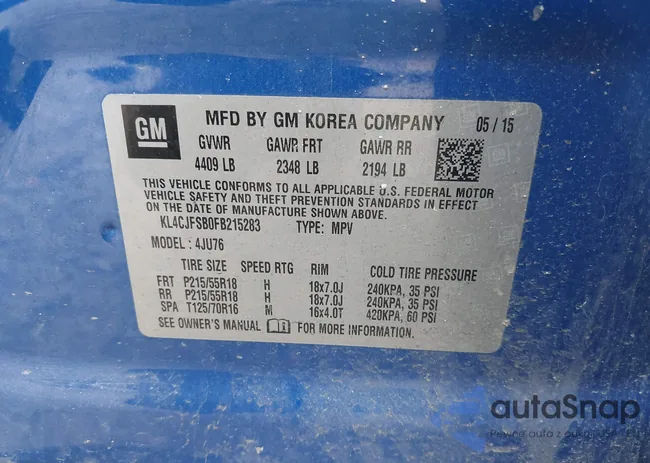 GM
MFD BY GM KOREA COMPANY 05 / 15
GVWR GAWR FRT GAWR RR
4409 LB 2348 LB 2194 LB
THIS VEHICLE CONFORMS TO ALL APPLICABLE U.S. FEDERAL MOTOR
VEHICLE SAFETY AND THEFT PREVENTION STANDARDS IN EFFECT
ON THE DATE OF MANUFACTURE SHOWN ABOVE.
KL4CJFSB0FB215283 TYPE: MPV
MODEL : 4JU76
TIRE SIZE SPEED RTG RIM COLD TIRE PRESSURE
FRT P215/55R18 H 18x7.0J 240KPA, 35 PSI
RR P215/55R18 H 18x7.0J 240KPA, 35 PSI
SPA T125/70R16 M 16x4.0T 420KPA, 60 PSI
SEE OWNER'S MANUAL FOR MORE INFORMATION.
autaSnap
Pewne auta z aukcji